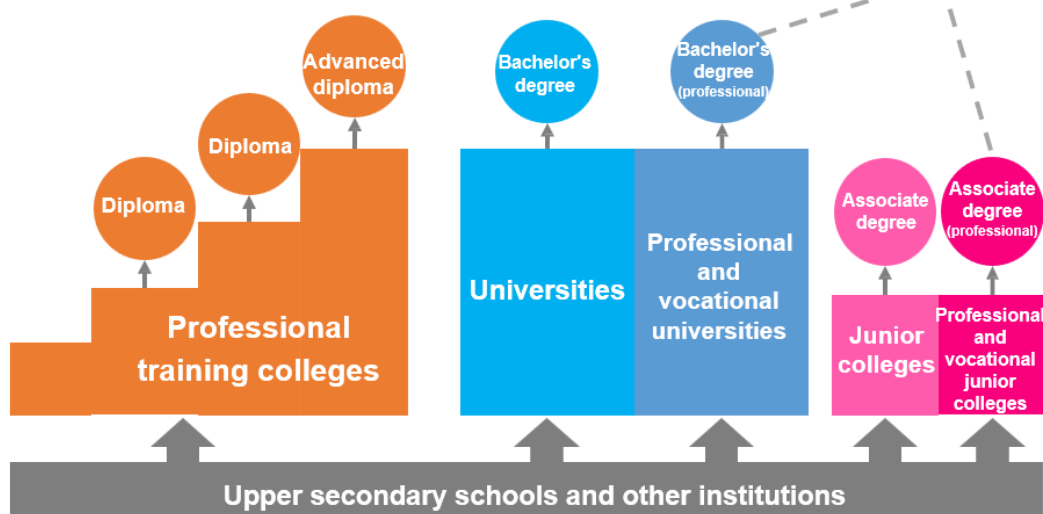 Advanced
diploma
Bachelor's
degree
Bachelor's
degree
(professional)
Diploma
Diploma
Associate
degree
Associate
degree
(professional)
Professional
training colleges
Universities
Professional
and
vocational
universities
Junior
colleges
Professional
and
vocational
junior
colleges
Upper secondary schools and other institutions